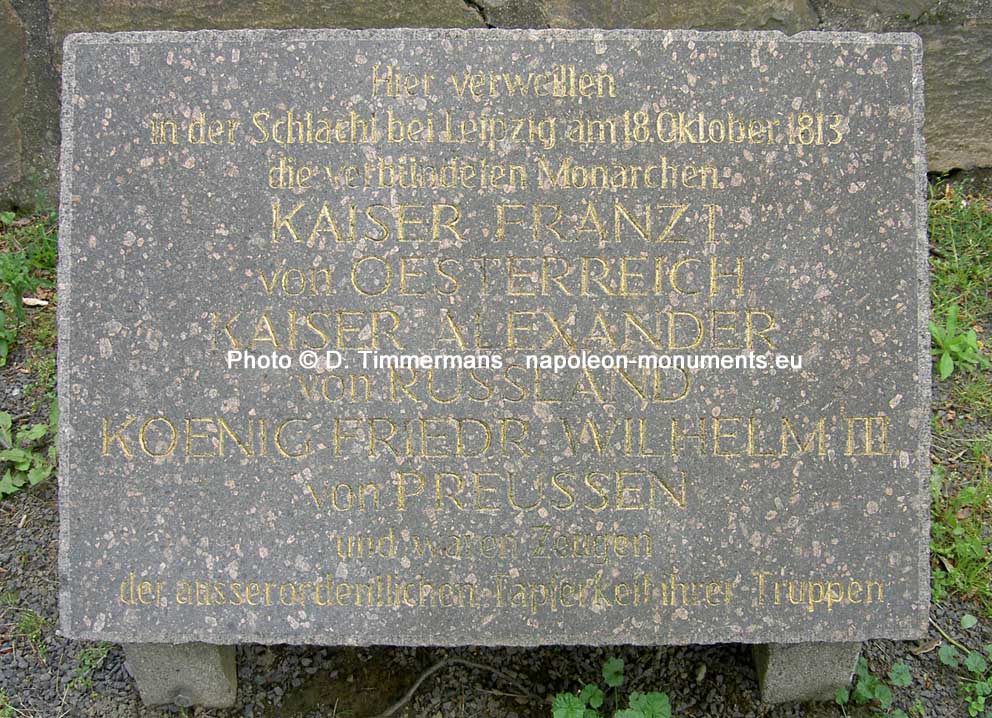 Hier verweilten
in der Schlacht bei Leipzig am 18. Oktober 1813
die verbündeten Monarchen
KAISER FRANZ I.
von OESTERREICH
KAISER ALEXANDER
Photo © D. Timmermans napoleon-monuments.eu
von RUSSLAND
KOENIG FRIEDR. WILHELM III
von PREUSSEN
und waren Zeugen
der ausserordentlichen Tapferkeit ihrer Truppen